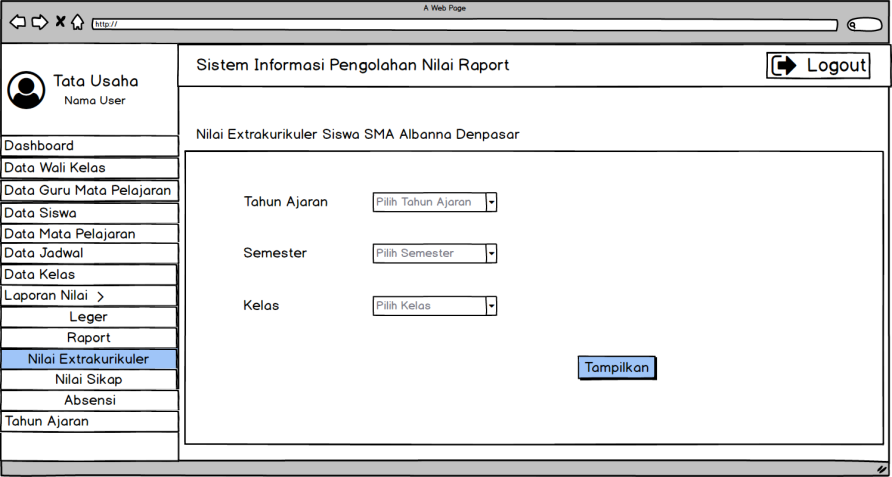 A Web Page
http://
Tata Usaha
Nama User
Sistem Informasi Pengolahan Nilai Raport
Logout
Dashboard
Data Wali Kelas
Data Guru Mata Pelajaran
Data Siswa
Data Mata Pelajaran
Data Jadwal
Data Kelas
Laporan Nilai >
Leger
Raport
Nilai Extrakurikuler
Nilai Sikap
Absensi
Tahun Ajaran
Nilai Extrakurikuler Siswa SMA Albanna Denpasar
Tahun Ajaran Pilih Tahun Ajaran
Semester Pilih Semester
Kelas Pilih Kelas
Tampilkan